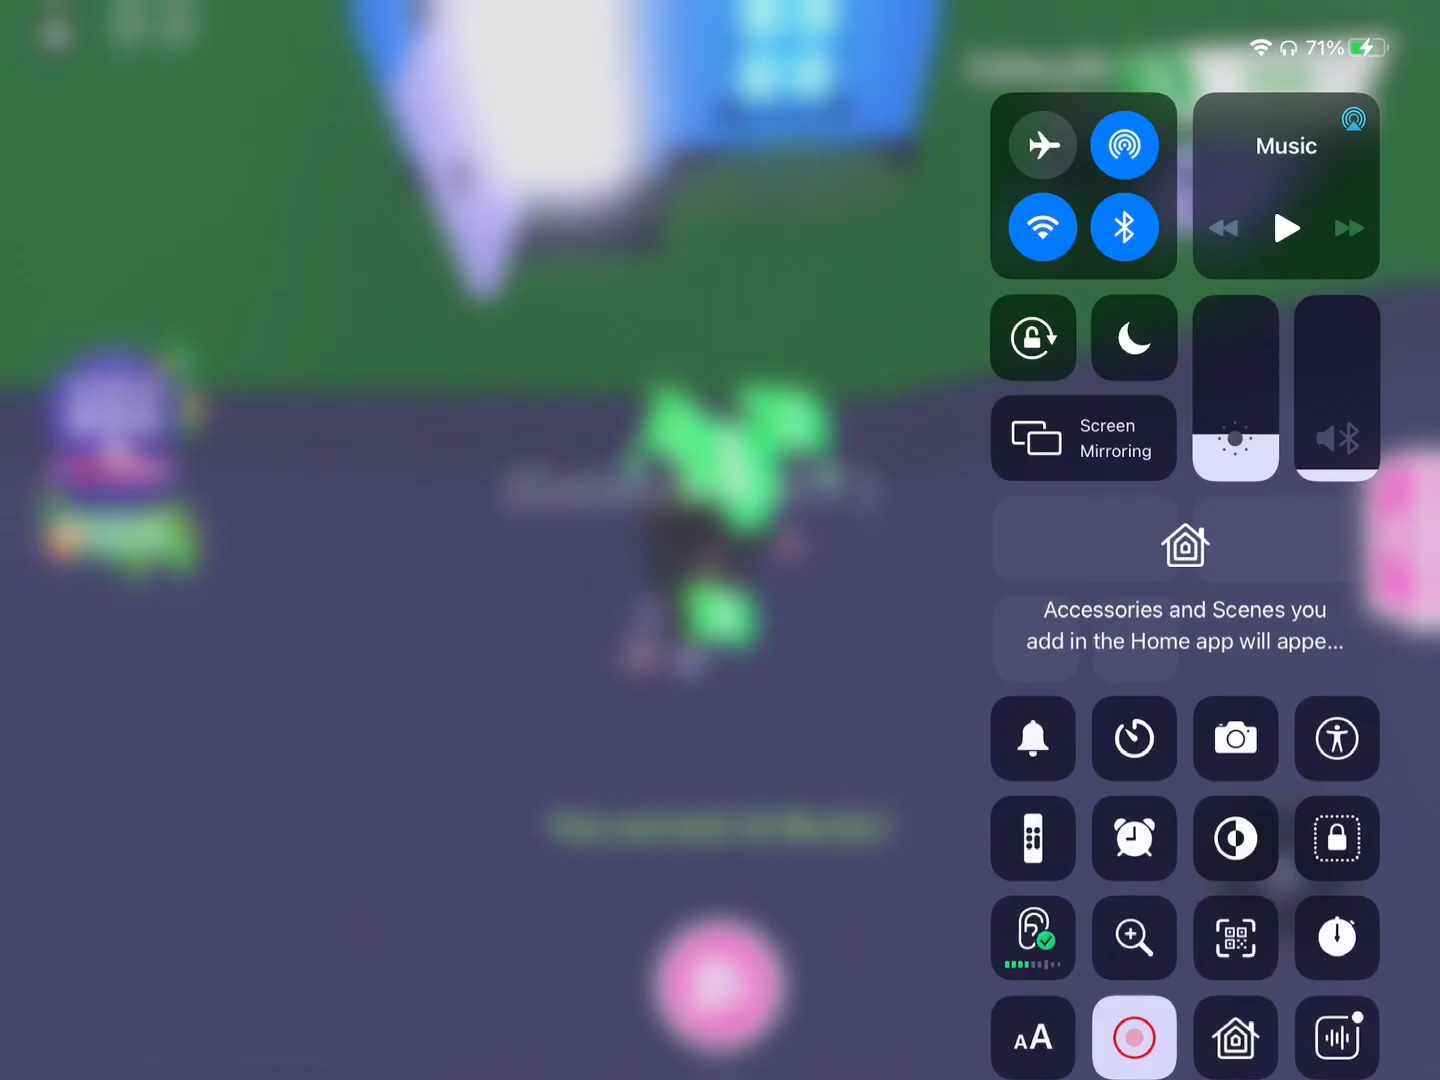 71%
Music
Screen
Mirroring
Accessories and Scenes you
add in the Home app will appe...
AA